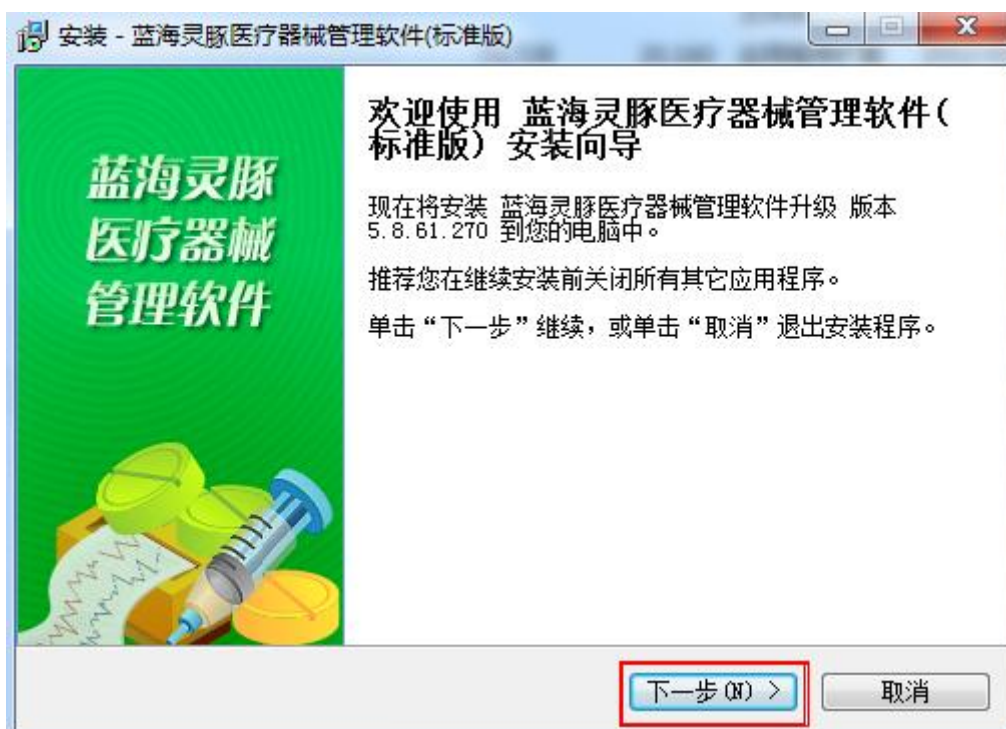 安装 - 蓝海灵豚医疗器械管理软件(标准版)
蓝海灵豚
医疗器械
管理软件
欢迎使用 蓝海灵豚医疗器械管理软件(
标准版) 安装向导
现在将安装 蓝海灵豚医疗器械管理软件升级 版本
5.8.61.270 到您的电脑中。
推荐您在继续安装前关闭所有其它应用程序。
单击“下一步”继续，或单击“取消”退出安装程序。
下一步(N) >
取消